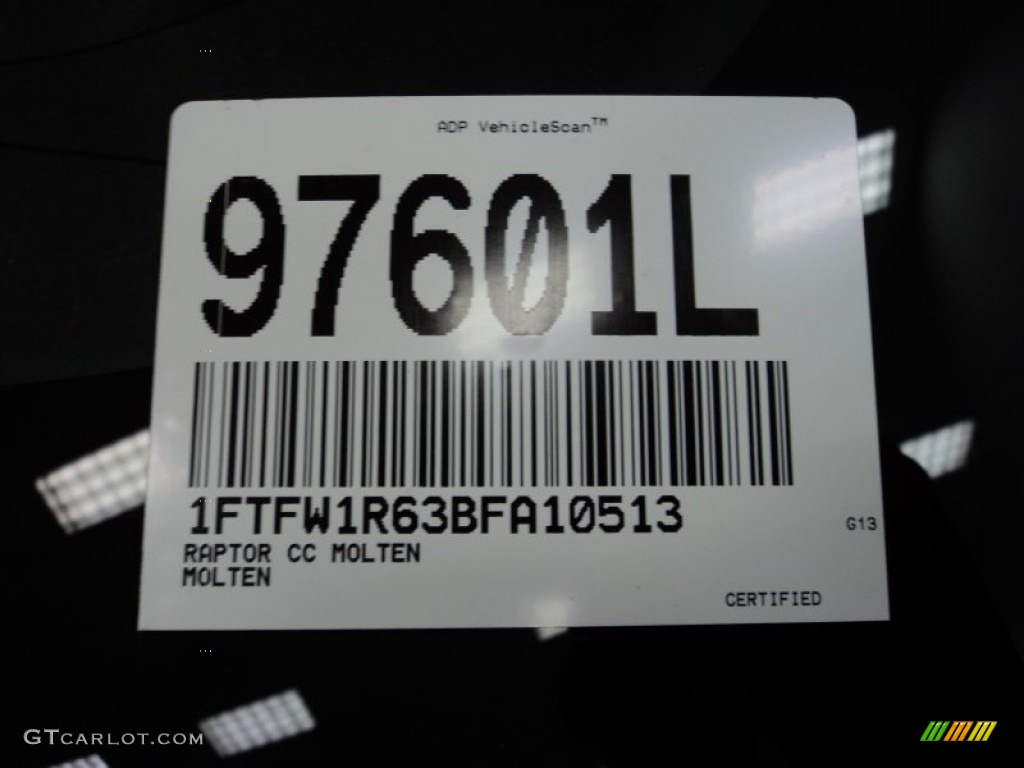 ADP VehicleScan™
97601L
1FTFW1R63BFA10513
G13
RAPTOR CC MOLTEN
MOLTEN
CERTIFIED
GTcarlot.com